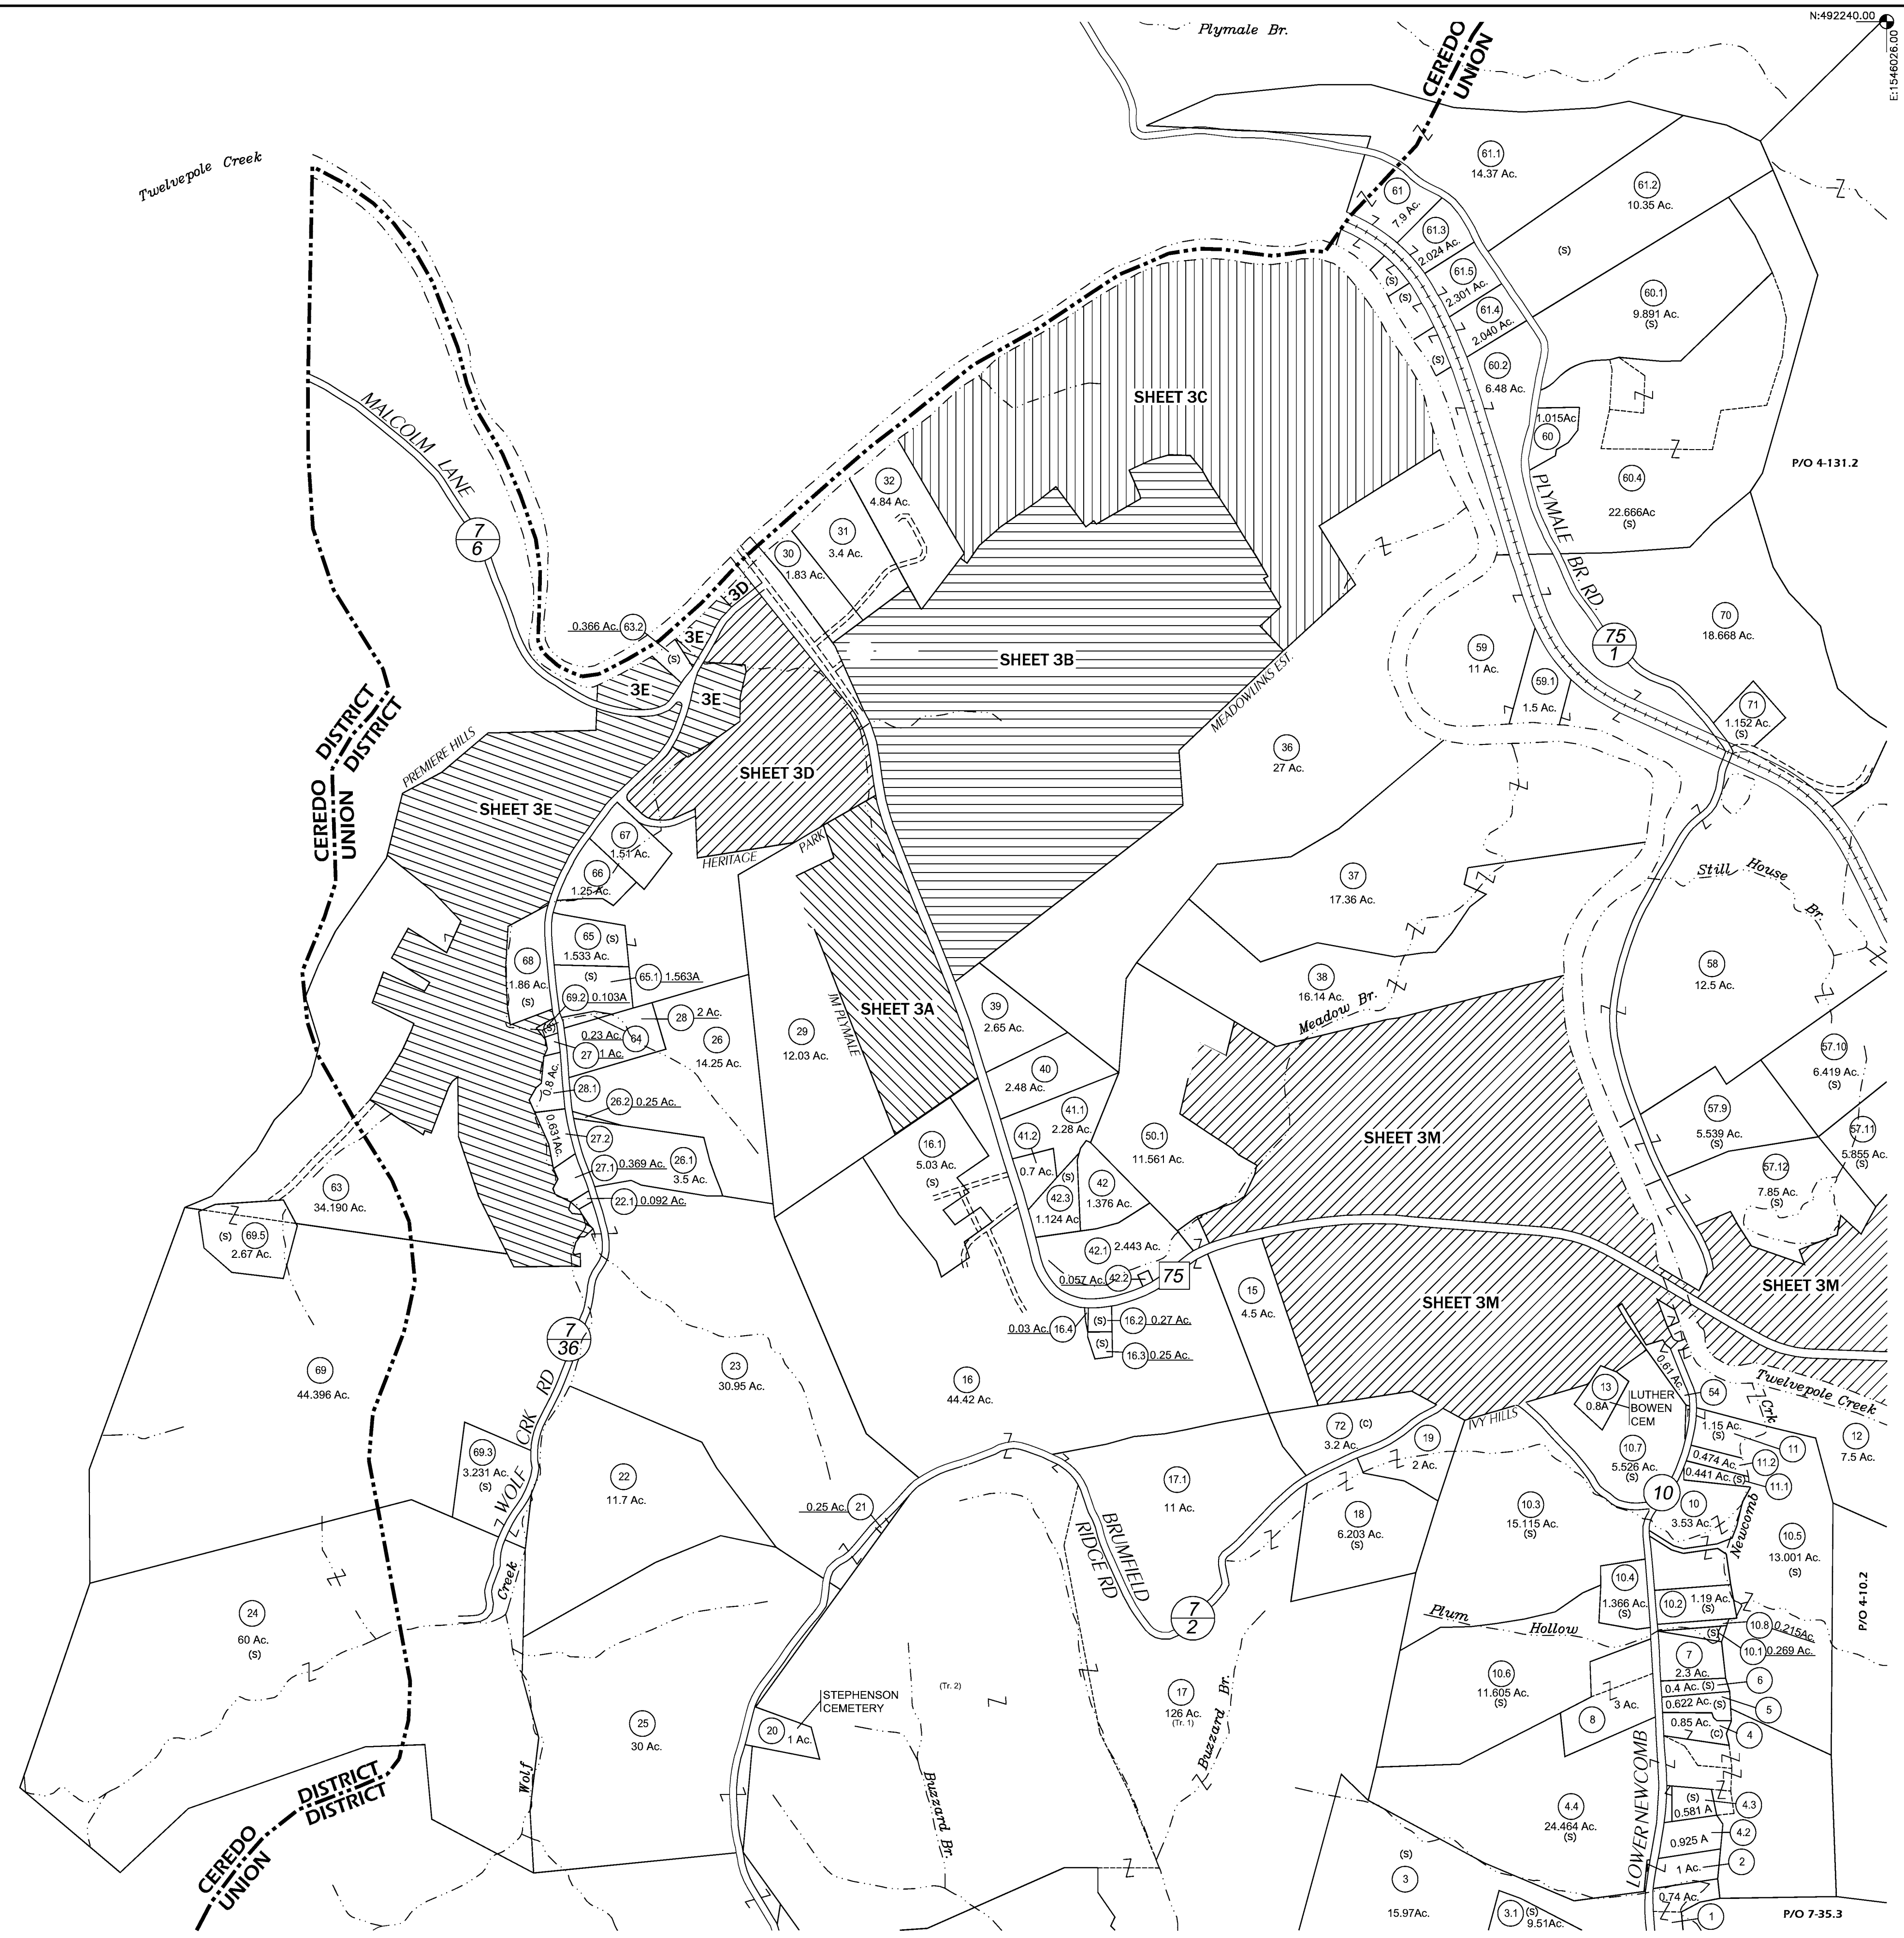 N:492240.00
E:1546026.00
Plymale Br.
CEREDO
UNION
Twelvepole Creek
61.1
14.37 Ac.
61.2
10.35 Ac.
61
7.9 Ac.
61.3
2.024 Ac.
(S)
61.5
2.301 Ac.
(S)
(S)
61.4
2.040 Ac.
(S)
60.1
9.891 Ac.
(S)
60.2
6.48 Ac.
1.015Ac
60
60.4
22.666Ac
(S)
P/O 4-131.2
PLYMALE BR. RD.
75
1
70
18.668 Ac.
71
1.152 Ac.
(S)
59
11 Ac.
59.1
1.5 Ac.
MALCOLM LANE
7
6
SHEET 3C
32
4.84 Ac.
31
3.4 Ac.
30
1.83 Ac.
3D
0.366 Ac. 63.2
(S)
3E
3E
3E
SHEET 3B
MEADOWLINKS EST.
36
27 Ac.
DISTRICT
DISTRICT
CEREDO
UNION
PREMIERE HILLS
SHEET 3E
SHEET 3D
67
1.51 Ac.
66
1.25 Ac.
HERITAGE PARK
37
17.36 Ac.
Still House Br.
58
12.5 Ac.
65 (S)
1.533 Ac.
(S)
65.1 1.563A
68
1.86 Ac.
(S)
69.2 0.103A
(S)
0.23 Ac. 64
28 2 Ac.
27 1 Ac.
26
14.25 Ac.
0.8 Ac.
28.1
26.2 0.25 Ac.
0.631Ac.
27.2
27.1 0.369 Ac.
26.1
3.5 Ac.
22.1 0.092 Ac.
29
12.03 Ac.
JM PLYMALE
SHEET 3A
39
2.65 Ac.
40
2.48 Ac.
38
16.14 Ac.
Meadow Br.
41.1
2.28 Ac.
41.2
0.7 Ac.
(S)
42.3
1.124 Ac
42
1.376 Ac.
50.1
11.561 Ac.
SHEET 3M
57.10
6.419 Ac.
(S)
57.9
5.539 Ac.
(S)
57.11
5.855 Ac.
(S)
57.12
7.85 Ac.
(S)
16.1
5.03 Ac.
(S)
63
34.190 Ac.
(S) 69.5
2.67 Ac.
42.1 2.443 Ac.
0.057 Ac. 42.2
75
0.03 Ac. 16.4
(S) 16.2 0.27 Ac.
(S)
16.3 0.25 Ac.
15
4.5 Ac.
SHEET 3M
SHEET 3M
7
36
69
44.396 Ac.
23
30.95 Ac.
16
44.42 Ac.
WOLF CRK RD
69.3
3.231 Ac.
(S)
22
11.7 Ac.
13
0.8A
LUTHER
BOWEN
CEM
0.61 Ac.
54
Twelvepole Creek
Newcomb Crk
IVY HILLS
72 (C)
3.2 Ac.
19
2 Ac.
1.15 Ac.
(S)
11
12
7.5 Ac.
10.7
5.526 Ac.
(S)
0.474 Ac.
11.2
0.441 Ac. (S)
11.1
10
10
3.53 Ac.
0.25 Ac. 21
17.1
11 Ac.
BRUMFIELD
RIDGE RD
18
6.203 Ac.
(S)
10.3
15.115 Ac.
(S)
10.5
13.001 Ac.
(S)
P/O 4-10.2
7
2
24
60 Ac.
(S)
Wolf Creek
10.4
1.366 Ac.
(S)
10.2 1.19 Ac.
(S)
10.8 0.215Ac.
(S)
10.1 0.269 Ac.
Plum Hollow
7
2.3 Ac.
0.4 Ac. (S)
6
0.622 Ac. (S)
5
0.85 Ac.
(C)
4
10.6
11.605 Ac.
(S)
3 Ac.
8
STEPHENSON
CEMETERY
20 1 Ac.
(Tr. 2)
17
126 Ac.
(Tr. 1)
Buzzard Br.
Buzzard Br.
25
30 Ac.
DISTRICT
DISTRICT
CEREDO
UNION
4.4
24.464 Ac.
(S)
LOWER NEWCOMB
(S)
0.581 A
4.3
0.925 A
4.2
1 Ac.
2
0.74 Ac.
1
(S)
3
15.97Ac.
3.1 (S)
9.51Ac.
P/O 7-35.3